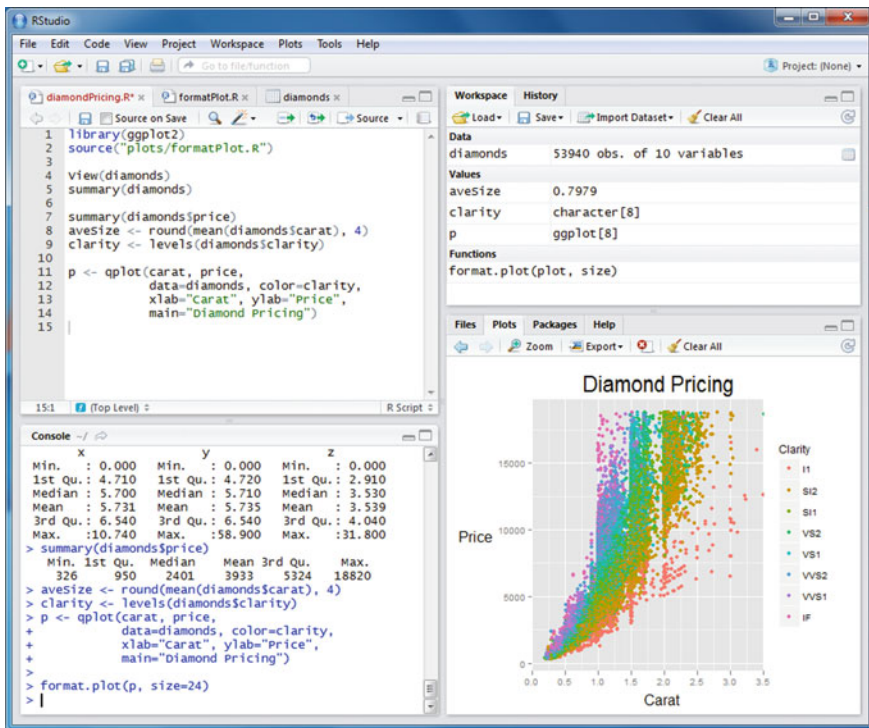 RStudio
File Edit Code View Project Workspace Plots Tools Help
Go to file/function
Project: (None)
diamondPricing.R* formatPlot.R diamonds
Source on Save Source
1 library(ggplot2)
2 source("plots/formatPlot.R")
3
4 View(diamonds)
5 summary(diamonds)
6
7 summary(diamonds$price)
8 aveSize <- round(mean(diamonds$carat), 4)
9 clarity <- levels(diamonds$clarity)
10
11 p <- qplot(carat, price,
12 data=diamonds, color=clarity,
13 xlab="Carat", ylab="Price",
14 main="Diamond Pricing")
15
15:1 (Top Level) R Script
Console ~/
x y z
Min. : 0.000 Min. : 0.000 Min. : 0.000
1st Qu.: 4.710 1st Qu.: 4.720 1st Qu.: 2.910
Median : 5.700 Median : 5.710 Median : 3.530
Mean : 5.731 Mean : 5.735 Mean : 3.539
3rd Qu.: 6.540 3rd Qu.: 6.540 3rd Qu.: 4.040
Max. :10.740 Max. :58.900 Max. :31.800
> summary(diamonds$price)
Min. 1st Qu. Median Mean 3rd Qu. Max.
326 950 2401 3933 5324 18820
> aveSize <- round(mean(diamonds$carat), 4)
> clarity <- levels(diamonds$clarity)
> p <- qplot(carat, price,
+ data=diamonds, color=clarity,
+ xlab="Carat", ylab="Price",
+ main="Diamond Pricing")
>
> format.plot(p, size=24)
>
Workspace History
Load Save Import Dataset Clear All
Data
diamonds 53940 obs. of 10 variables
Values
aveSize 0.7979
clarity character[8]
p ggplot[8]
Functions
format.plot(plot, size)
Files Plots Packages Help
Zoom Export Clear All
Diamond Pricing
Price
15000
10000
5000
0
0.0 0.5 1.0 1.5 2.0 2.5 3.0 3.5
Carat
Clarity
I1
SI2
SI1
VS2
VS1
VVS2
VVS1
IF